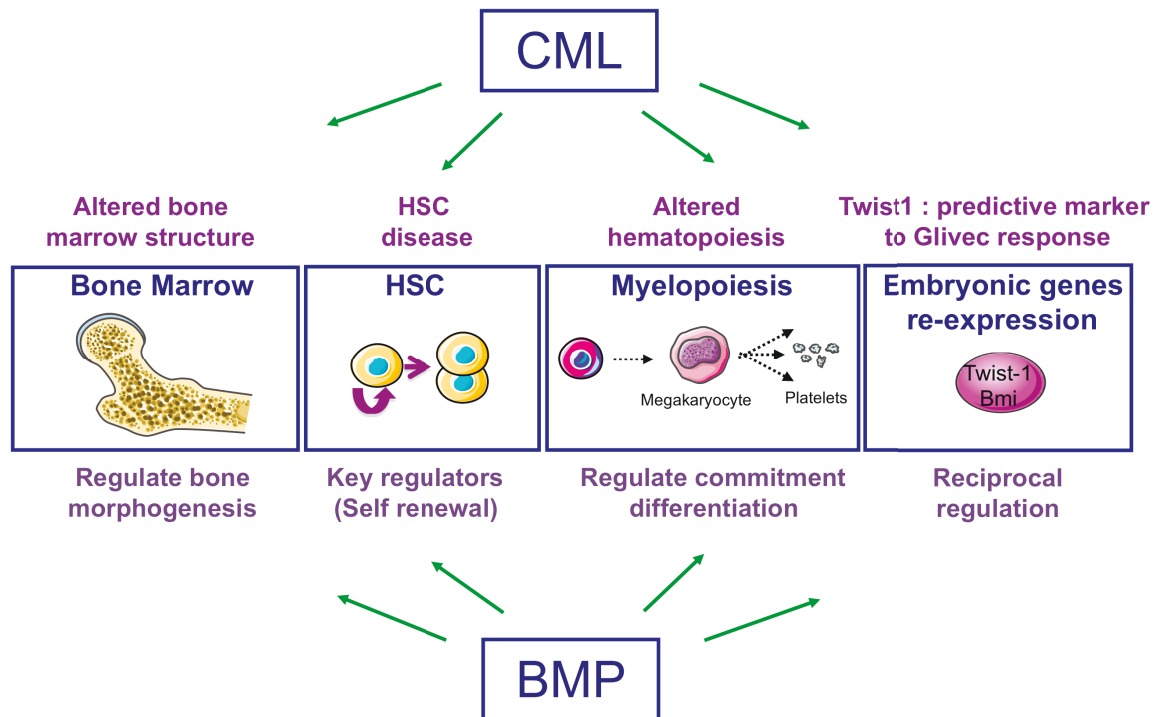 CML
Altered bone
marrow structure
HSC
disease
Altered
hematopoiesis
Twist1 : predictive marker
to Glivec response
Bone Marrow
HSC
Myelopoiesis
Megakaryocyte
Platelets
Embryonic genes
re-expression
Twist-1
Bmi
Regulate bone
morphogenesis
Key regulators
(Self renewal)
Regulate commitment
differentiation
Reciprocal
regulation
BMP